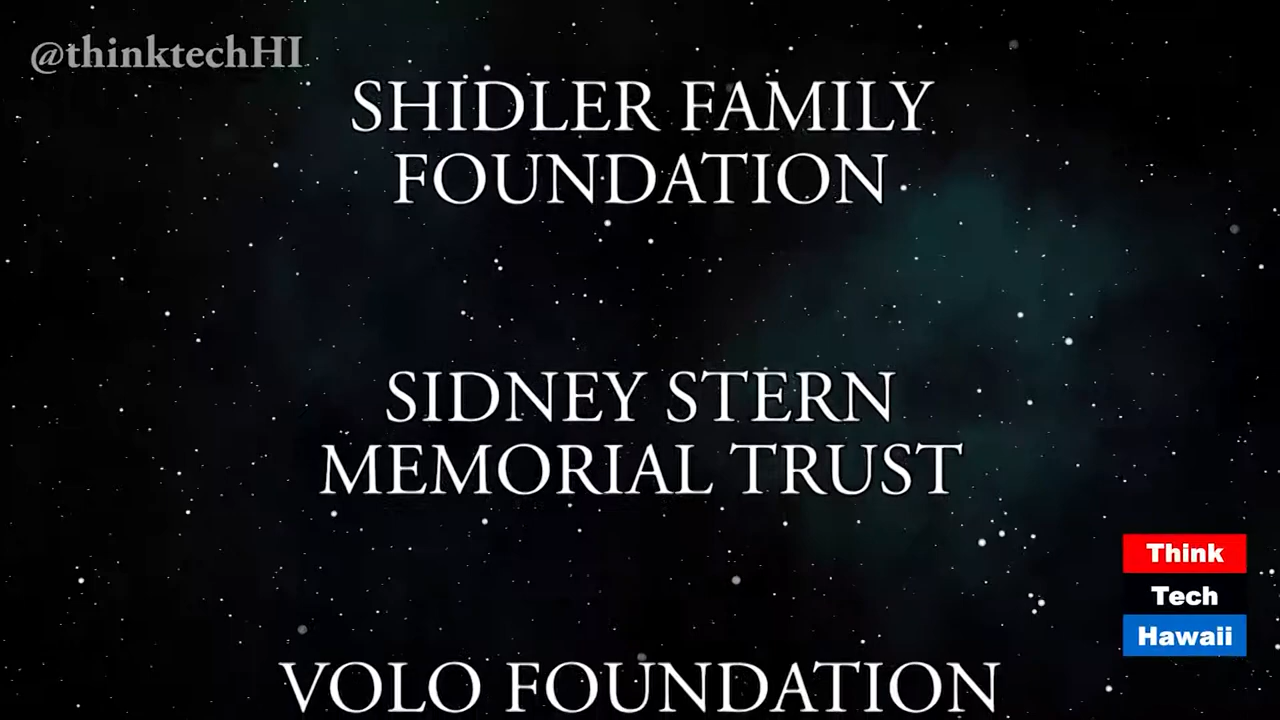 @thinktechHI
SHIDLER FAMILY
FOUNDATION
SIDNEY STERN
MEMORIAL TRUST
Think
Tech
Hawaii
VOLO FOUNDATION